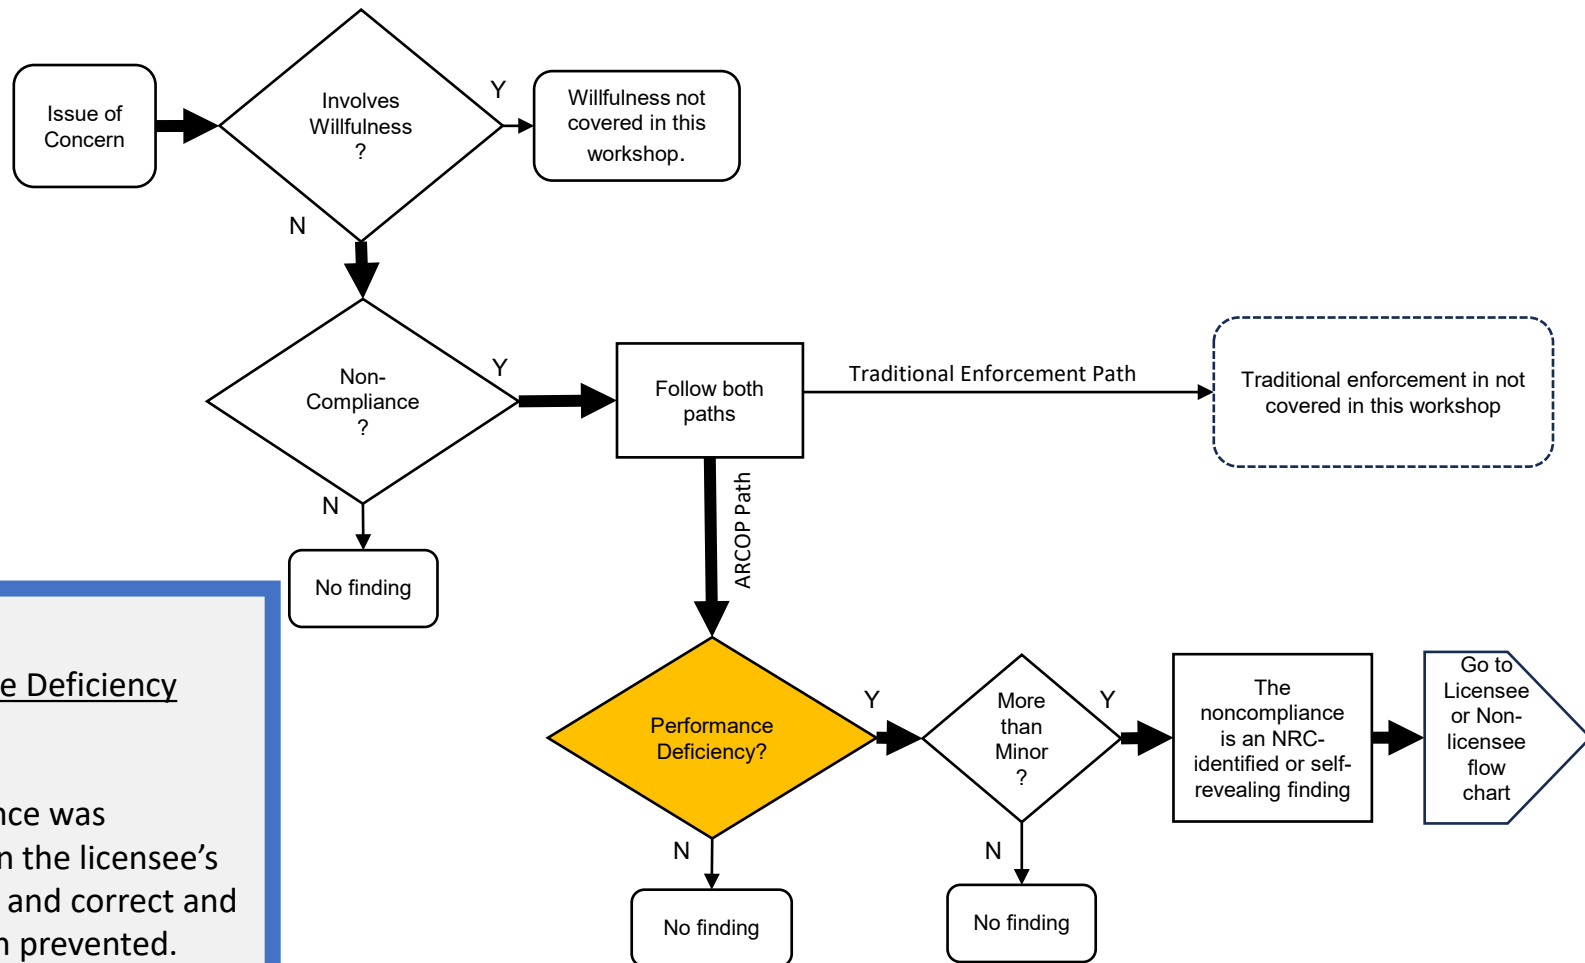 Issue of
Concern
Involves
Willfulness
?
Y
Willfulness not
covered in this
workshop.
N
Non-
Compliance
?
Y
Follow both
paths
Traditional Enforcement Path
Traditional enforcement in not
covered in this workshop
N
No finding
ARCOP Path
Performance
Deficiency?
Y
More
than
Minor
?
Y
The
noncompliance
is an NRC-
identified or self-
revealing finding
Go to
Licensee
or Non-
licensee
flow
chart
N
No finding
N
No finding
e Deficiency
nce was
n the licensee’s
and correct and
n prevented.